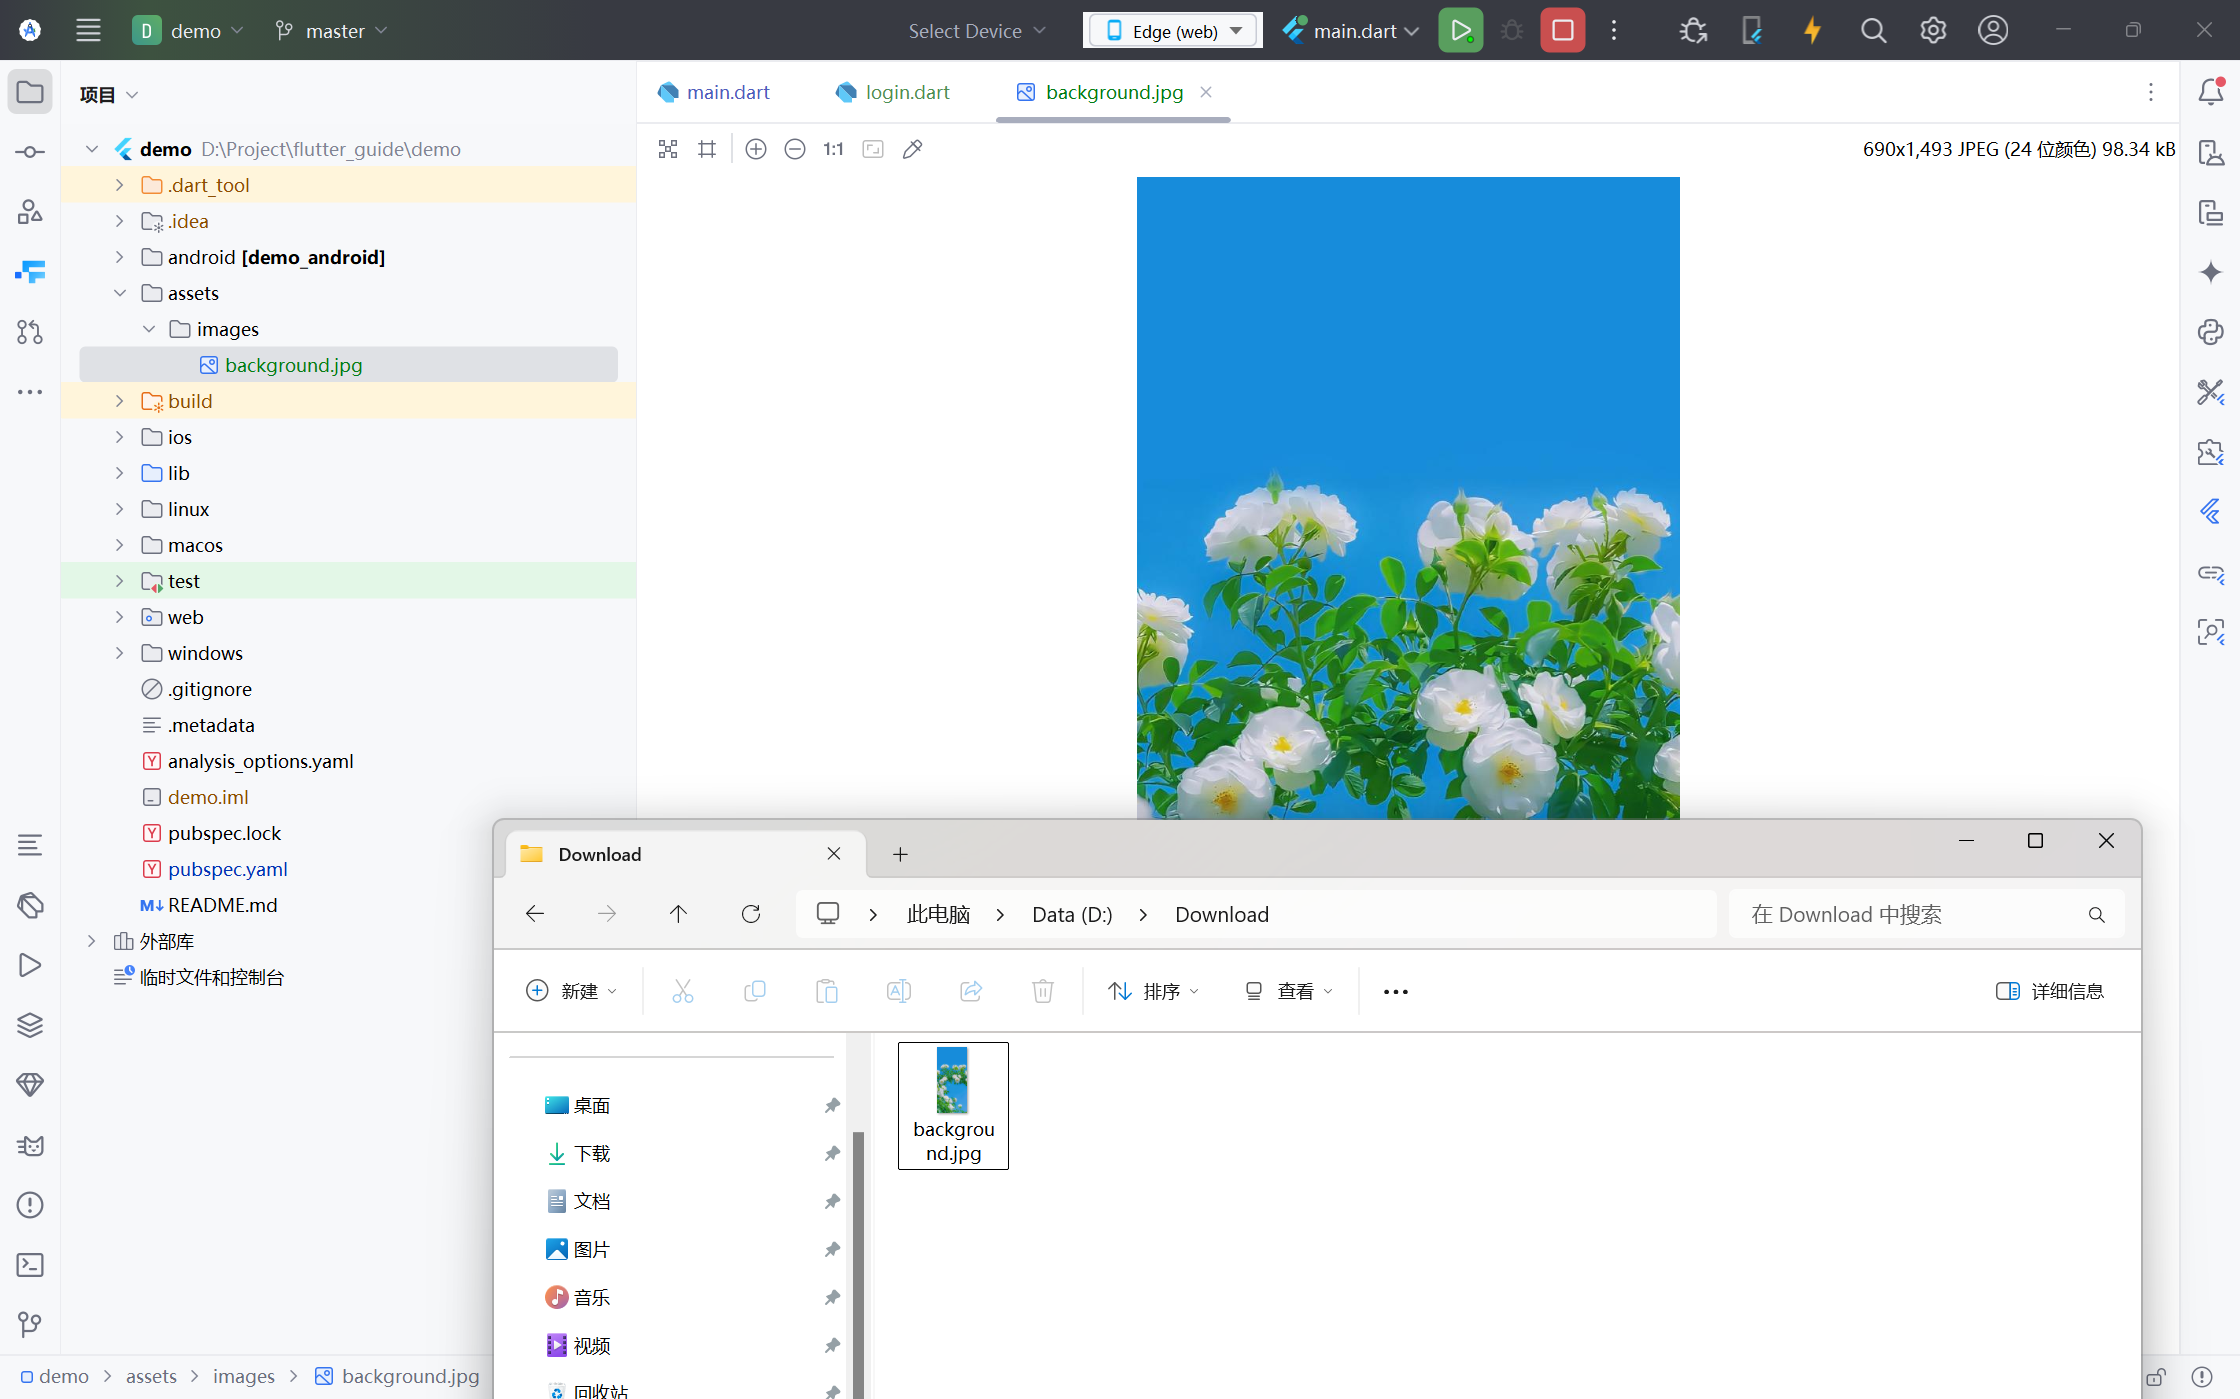 D demo master Select Device Edge (web) main.dart
项目
main.dart login.dart background.jpg
1:1 690x1,493 JPEG (24 位颜色) 98.34 kB
demo D:\Project\flutter_guide\demo
.dart_tool
.idea
android [demo_android]
assets
images
background.jpg
build
ios
lib
linux
macos
test
web
windows
.gitignore
.metadata
analysis_options.yaml
demo.iml
pubspec.lock
pubspec.yaml
README.md
外部库
临时文件和控制台
demo assets images background.jpg
Download
此电脑 Data (D:) Download 在 Download 中搜索
新建 排序 查看 详细信息
桌面
下载
文档
图片
音乐
视频
回收站
backgrou
nd.jpg